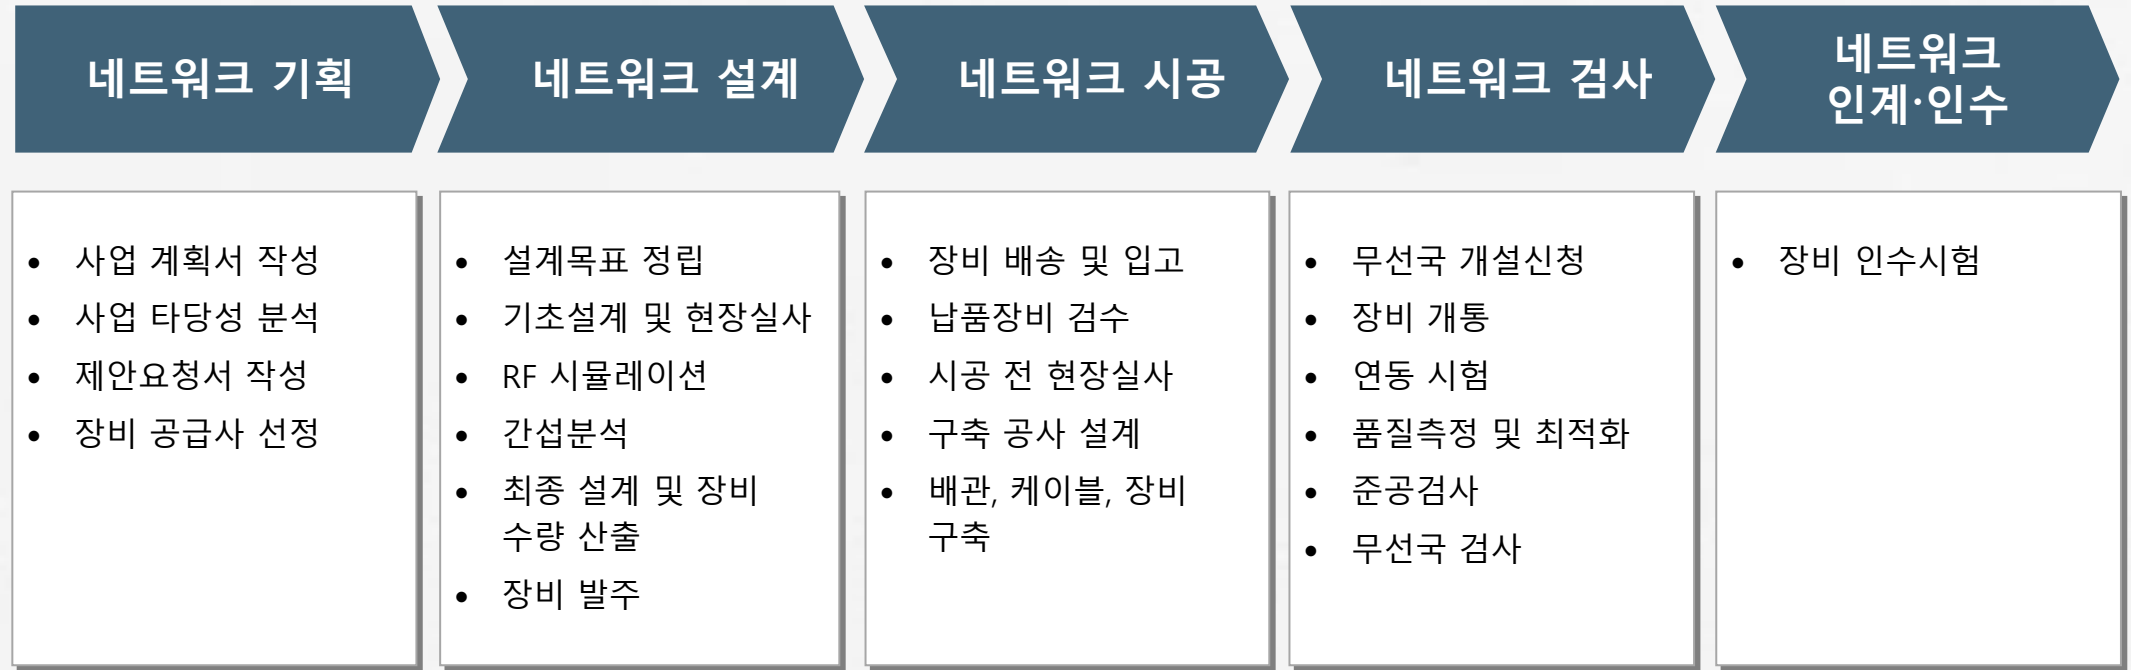 네트워크 기획
네트워크 설계
네트워크 시공
네트워크 검사
네트워크
인계·인수
• 사업 계획서 작성
• 사업 타당성 분석
• 제안요청서 작성
• 장비 공급사 선정
• 설계목표 정립
• 기초설계 및 현장실사
• RF 시뮬레이션
• 간섭분석
• 최종 설계 및 장비
수량 산출
• 장비 발주
• 장비 배송 및 입고
• 납품장비 검수
• 시공 전 현장실사
• 구축 공사 설계
• 배관, 케이블, 장비
구축
• 무선국 개설신청
• 장비 개통
• 연동 시험
• 품질측정 및 최적화
• 준공검사
• 무선국 검사
• 장비 인수시험